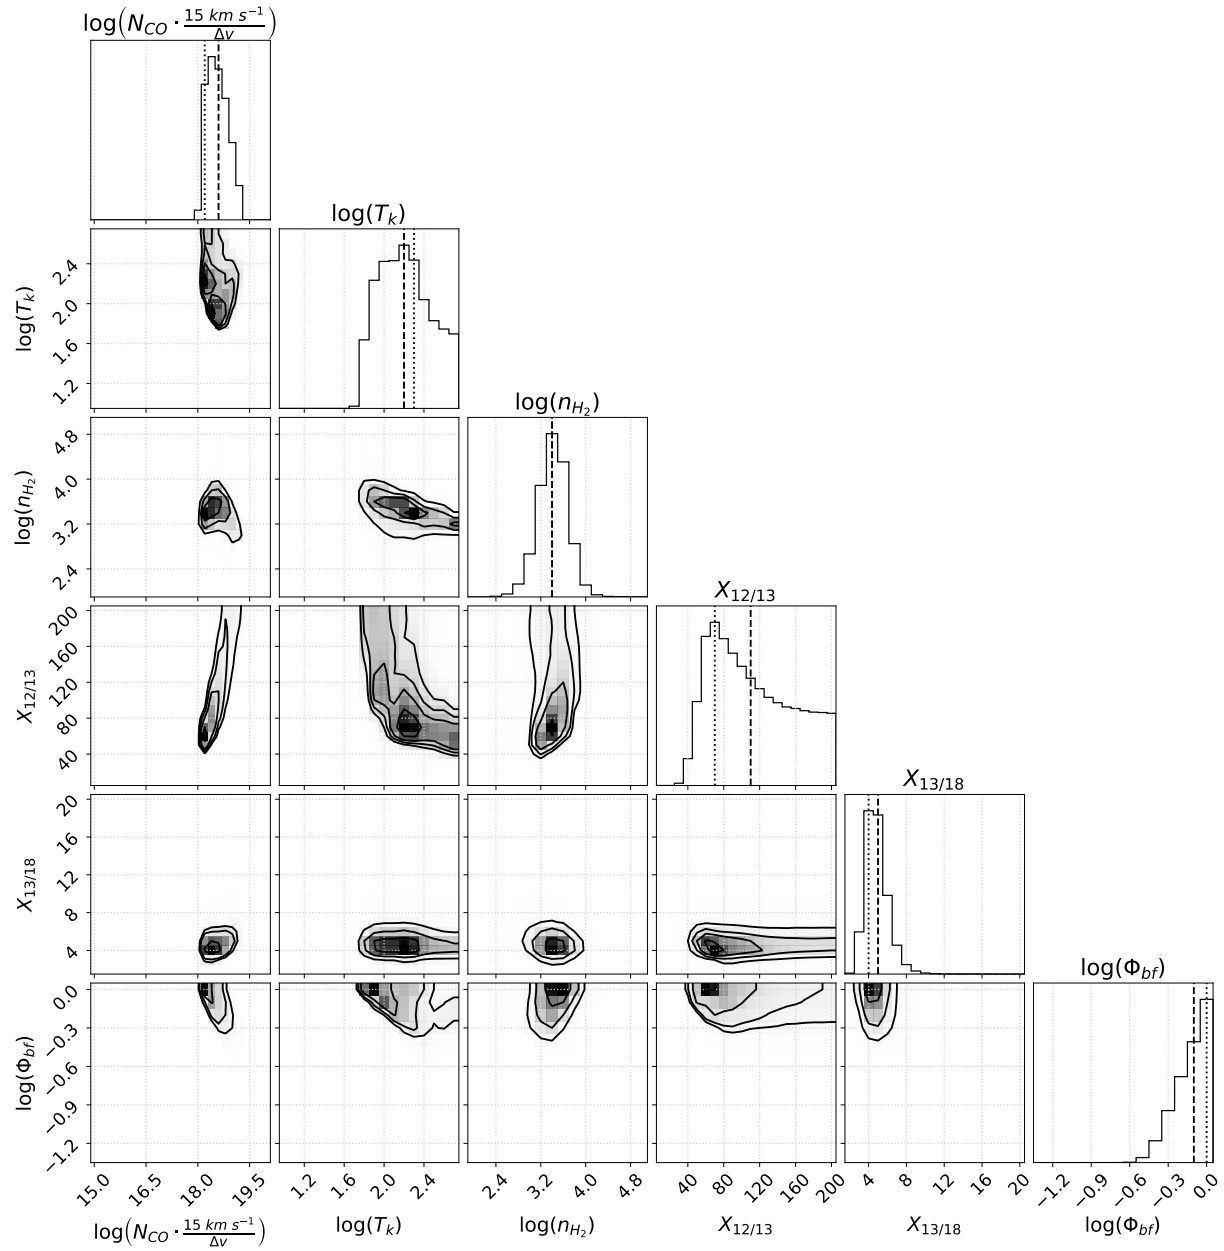 log(N_CO · 15 km s⁻¹/Δv)
log(T_k)
2.4
2.0
1.6
1.2
log(T_k)
log(n_H₂)
4.8
4.0
3.2
2.4
log(n_H₂)
X_12/13
200
160
120
80
40
X_12/13
X_13/18
20
16
12
8
4
X_13/18
log(Φ_bf)
0.0
−0.3
−0.6
−0.9
−1.2
log(Φ_bf)
15.0 16.5 18.0 19.5 1.2 1.6 2.0 2.4 2.4 3.2 4.0 4.8 40 80 120 160 200 4 8 12 16 20 −1.2 −0.9 −0.6 −0.3 0.0
log(N_CO · 15 km s⁻¹/Δv) log(T_k) log(n_H₂) X_12/13 X_13/18 log(Φ_bf)